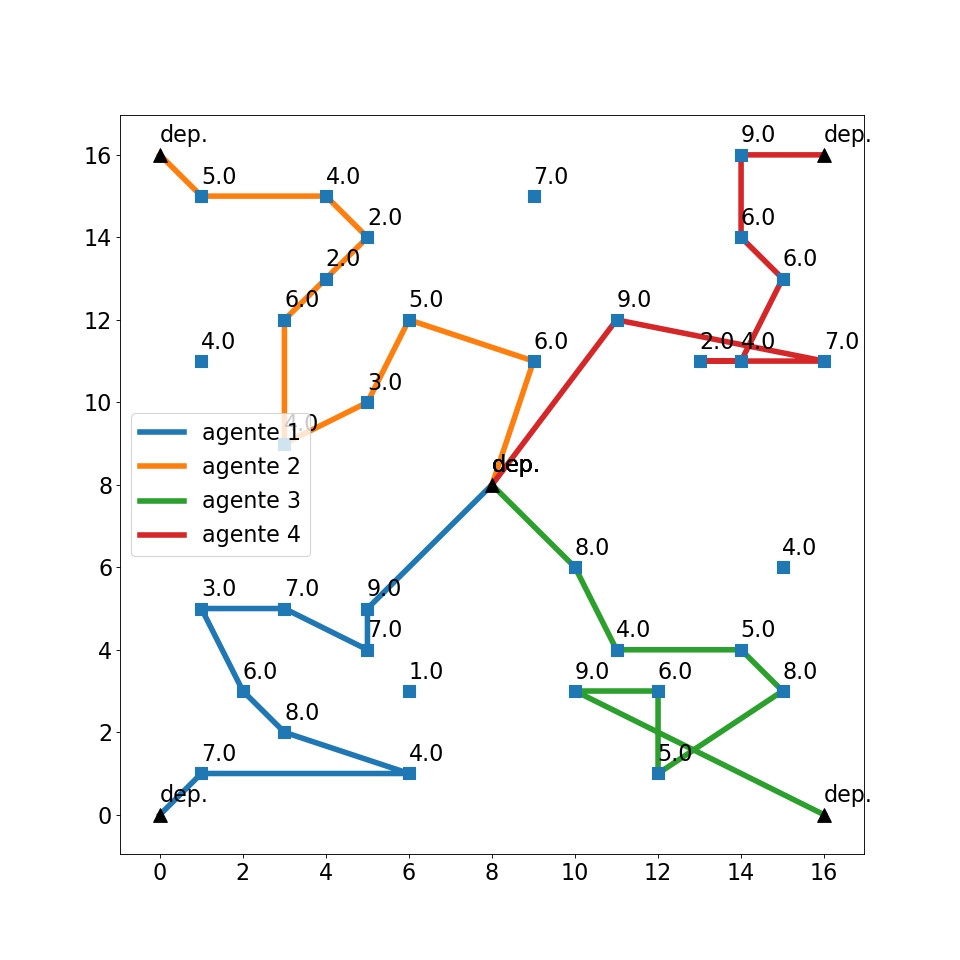 9.0 dep.
dep.
16
5.0 4.0 7.0
2.0 6.0
14
2.0 6.0
6.0 5.0 9.0
12
4.0 2.0 4.0 7.0
6.0
3.0
10
4.0
agente 1
agente 2
agente 3
agente 4
dep.
8
8.0 4.0
6
3.0 7.0 9.0
7.0 4.0 5.0
4
6.0 1.0 9.0 6.0 8.0
8.0
2
7.0 4.0 5.0
dep. dep.
0
0 2 4 6 8 10 12 14 16